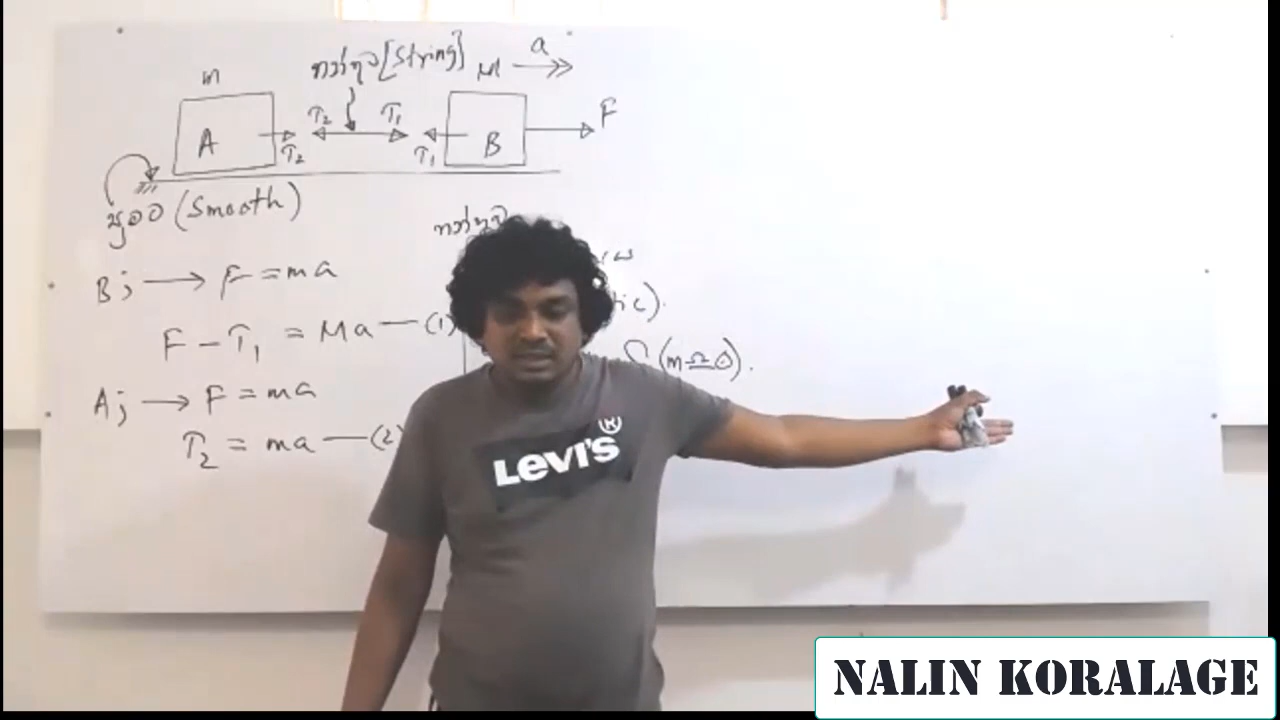 m
තන්තුව [String]
M
a
T₂
T₁
F
A
T₂
T₁
B
සුමට (Smooth)
තන්තුව
B; → F = ma
F - T₁ = Ma — (1)
A; → F = ma
T₂ = ma — (2)
LEVI'S
®
NALIN KORALAGE